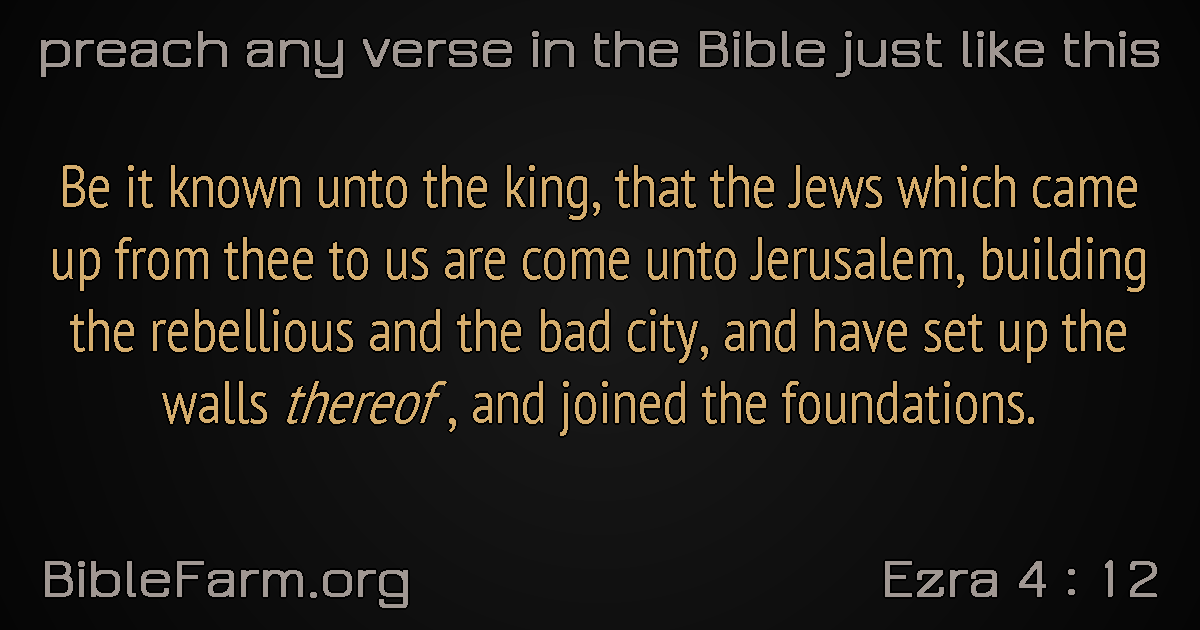 preach any verse in the Bible just like this
Be it known unto the king, that the Jews which came
up from thee to us are come unto Jerusalem, building
the rebellious and the bad city, and have set up the
walls thereof , and joined the foundations.
BibleFarm.org
Ezra 4 : 12